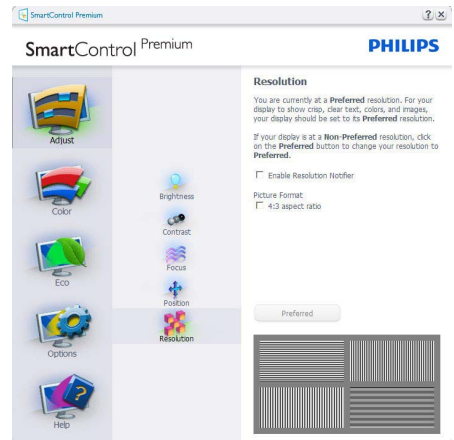 SmartControl Premium
? x
SmartControl Premium
PHILIPS
Adjust
Color
Eco
Options
Help
Brightness
Contrast
Focus
Position
Resolution
Resolution
You are currently at a Preferred resolution. For your
display to show crisp, clear text, colors, and images,
your display should be set to its Preferred resolution.
If your display is at a Non-Preferred resolution, click
on the Preferred button to change your resolution to
Preferred.
Enable Resolution Notifier
Picture Format
4:3 aspect ratio
Preferred